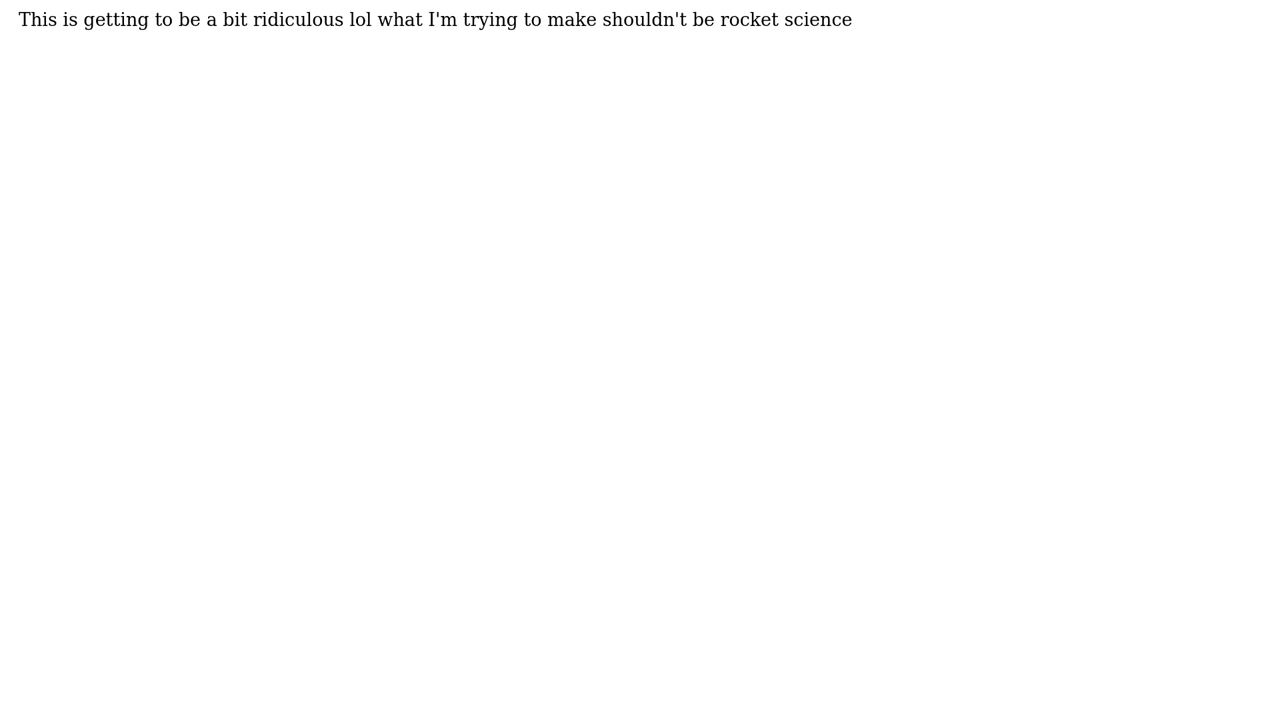 This is getting to be a bit ridiculous lol what I'm trying to make shouldn't be rocket science